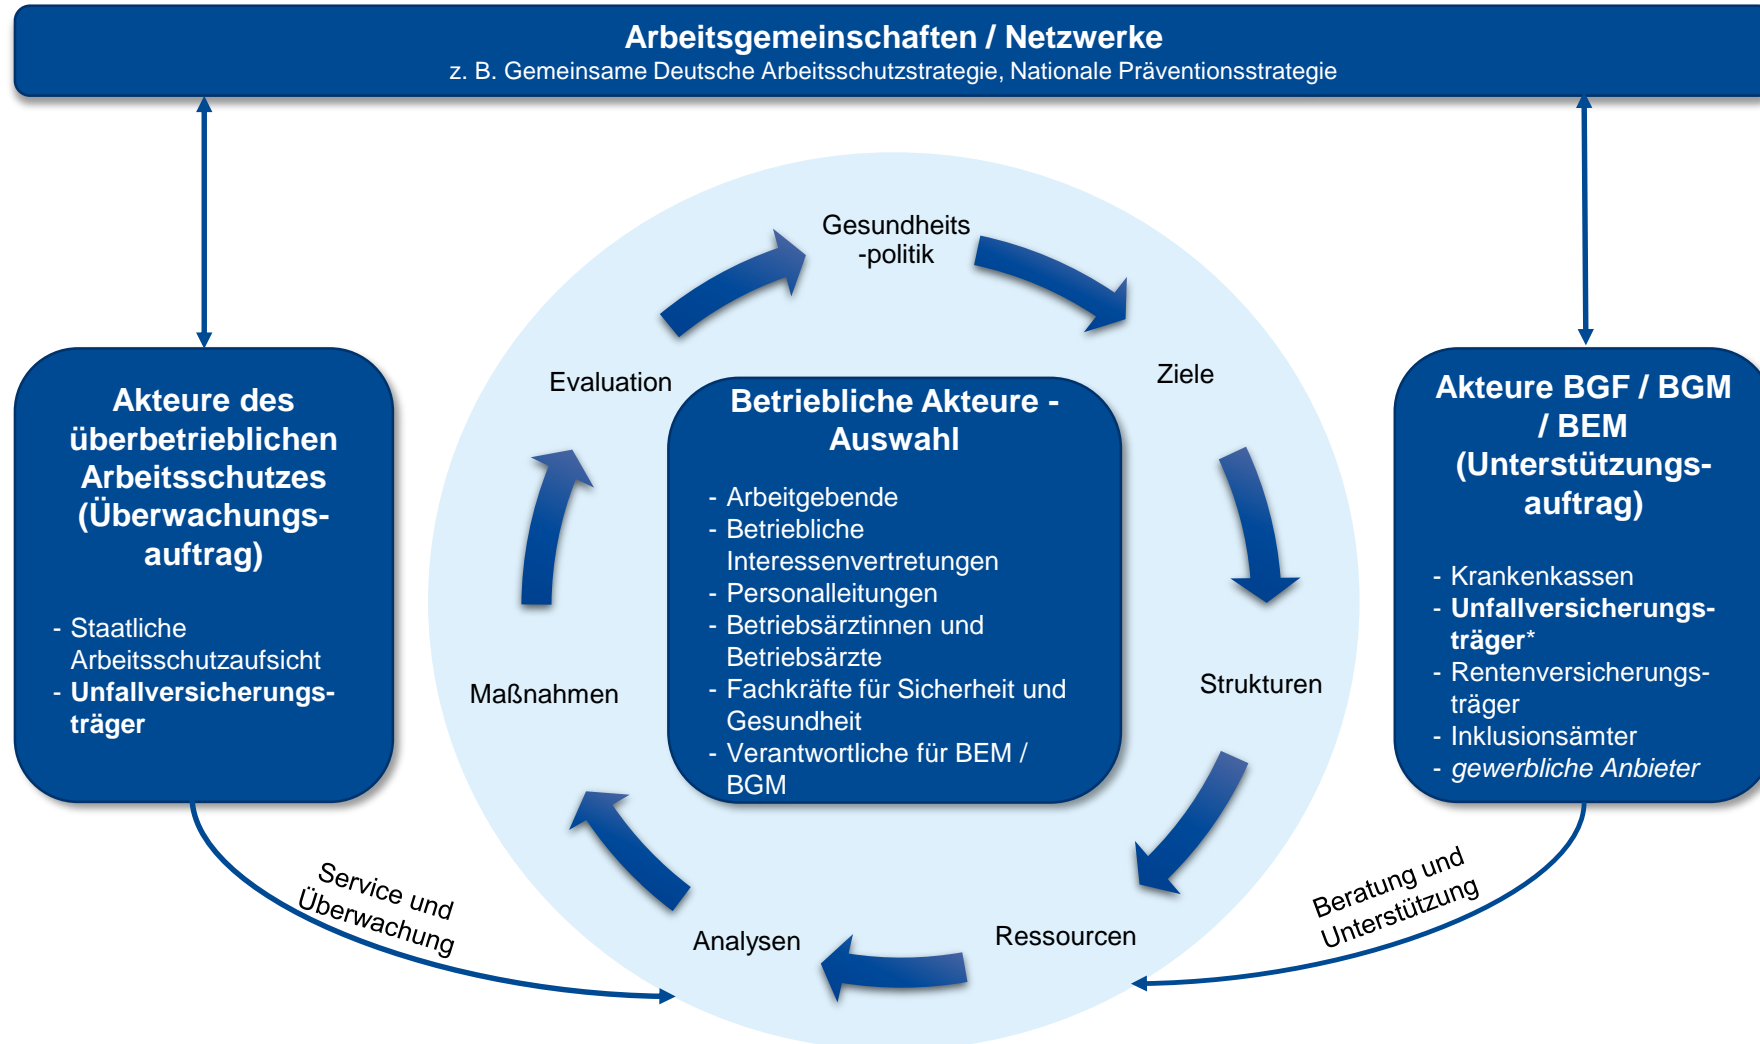 Arbeitsgemeinschaften / Netzwerke
z. B. Gemeinsame Deutsche Arbeitsschutzstrategie, Nationale Präventionsstrategie
Akteure des
überbetrieblichen
Arbeitsschutzes
(Überwachungs-
auftrag)
- Staatliche
Arbeitsschutzaufsicht
- Unfallversicherungs-
träger
Service und
Überwachung
Gesundheits
-politik
Ziele
Strukturen
Ressourcen
Analysen
Maßnahmen
Evaluation
Betriebliche Akteure -
Auswahl
- Arbeitgebende
- Betriebliche
Interessenvertretungen
- Personalleitungen
- Betriebsärztinnen und
Betriebsärzte
- Fachkräfte für Sicherheit und
Gesundheit
- Verantwortliche für BEM /
BGM
Akteure BGF / BGM
/ BEM
(Unterstützungs-
auftrag)
- Krankenkassen
- Unfallversicherungs-
träger*
- Rentenversicherungs-
träger
- Inklusionsämter
- gewerbliche Anbieter
Beratung und
Unterstützung